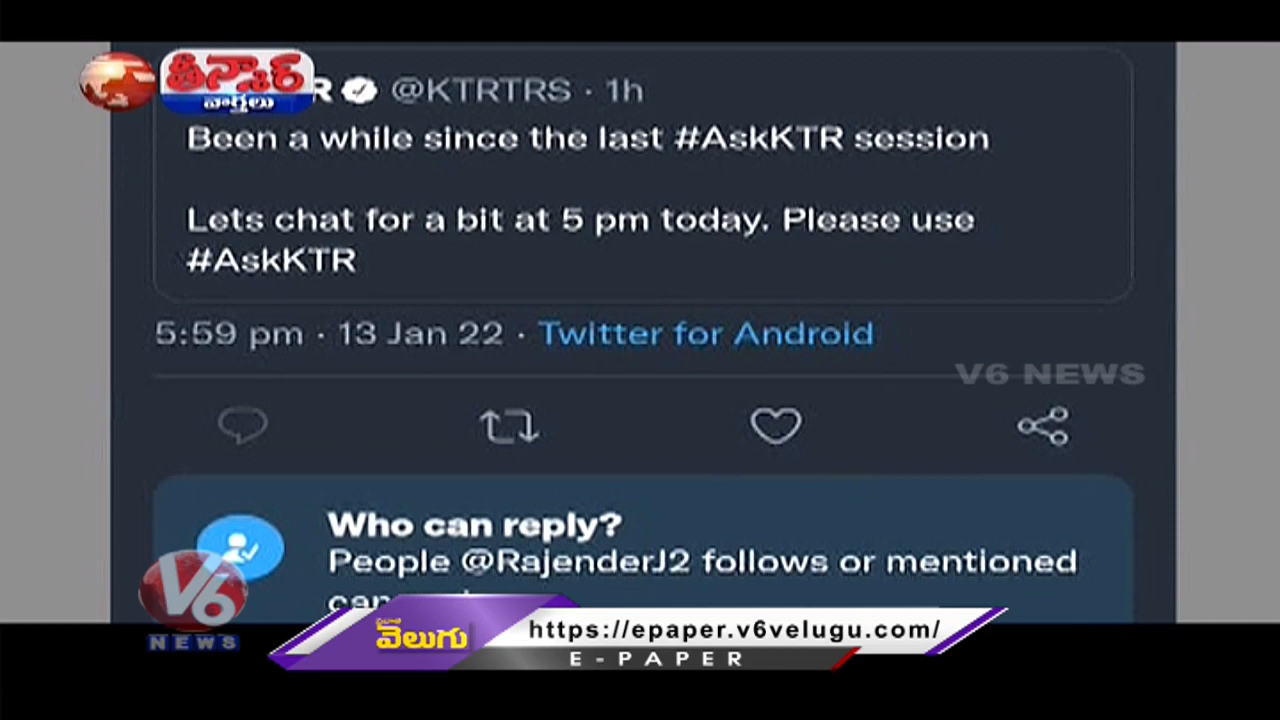 తీన్మార్
వార్తలు
R @KTRTRS · 1h
Been a while since the last #AskKTR session
Lets chat for a bit at 5 pm today. Please use
#AskKTR
5:59 pm · 13 Jan 22 · Twitter for Android
V6 NEWS
Who can reply?
People @RajenderJ2 follows or mentioned
V6
NEWS
వెలుగు
https://epaper.v6velugu.com/
E-PAPER